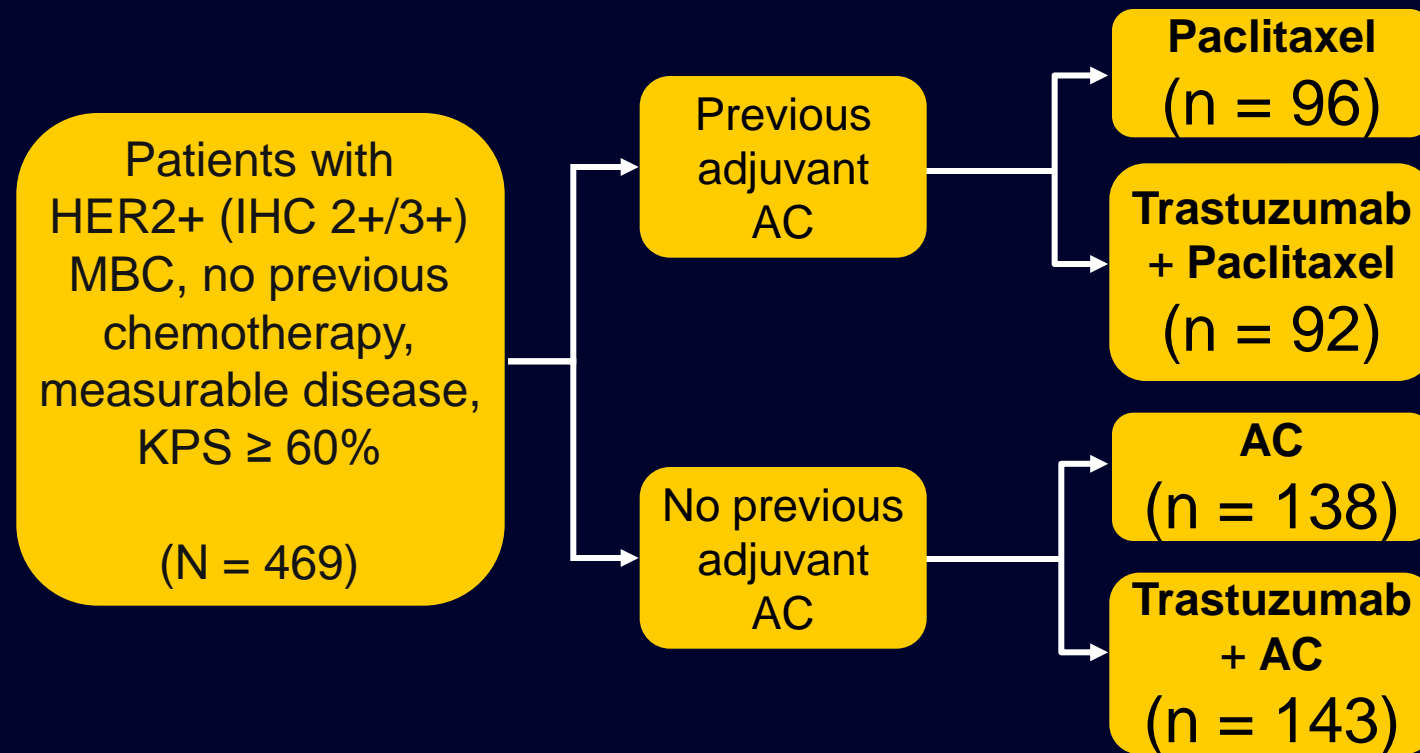 Patients with
HER2+ (IHC 2+/3+)
MBC, no previous
chemotherapy,
measurable disease,
KPS ≥ 60%
(N = 469)
Previous
adjuvant
AC
No previous
adjuvant
AC
Paclitaxel
(n = 96)
Trastuzumab
+ Paclitaxel
(n = 92)
AC
(n = 138)
Trastuzumab
+ AC
(n = 143)